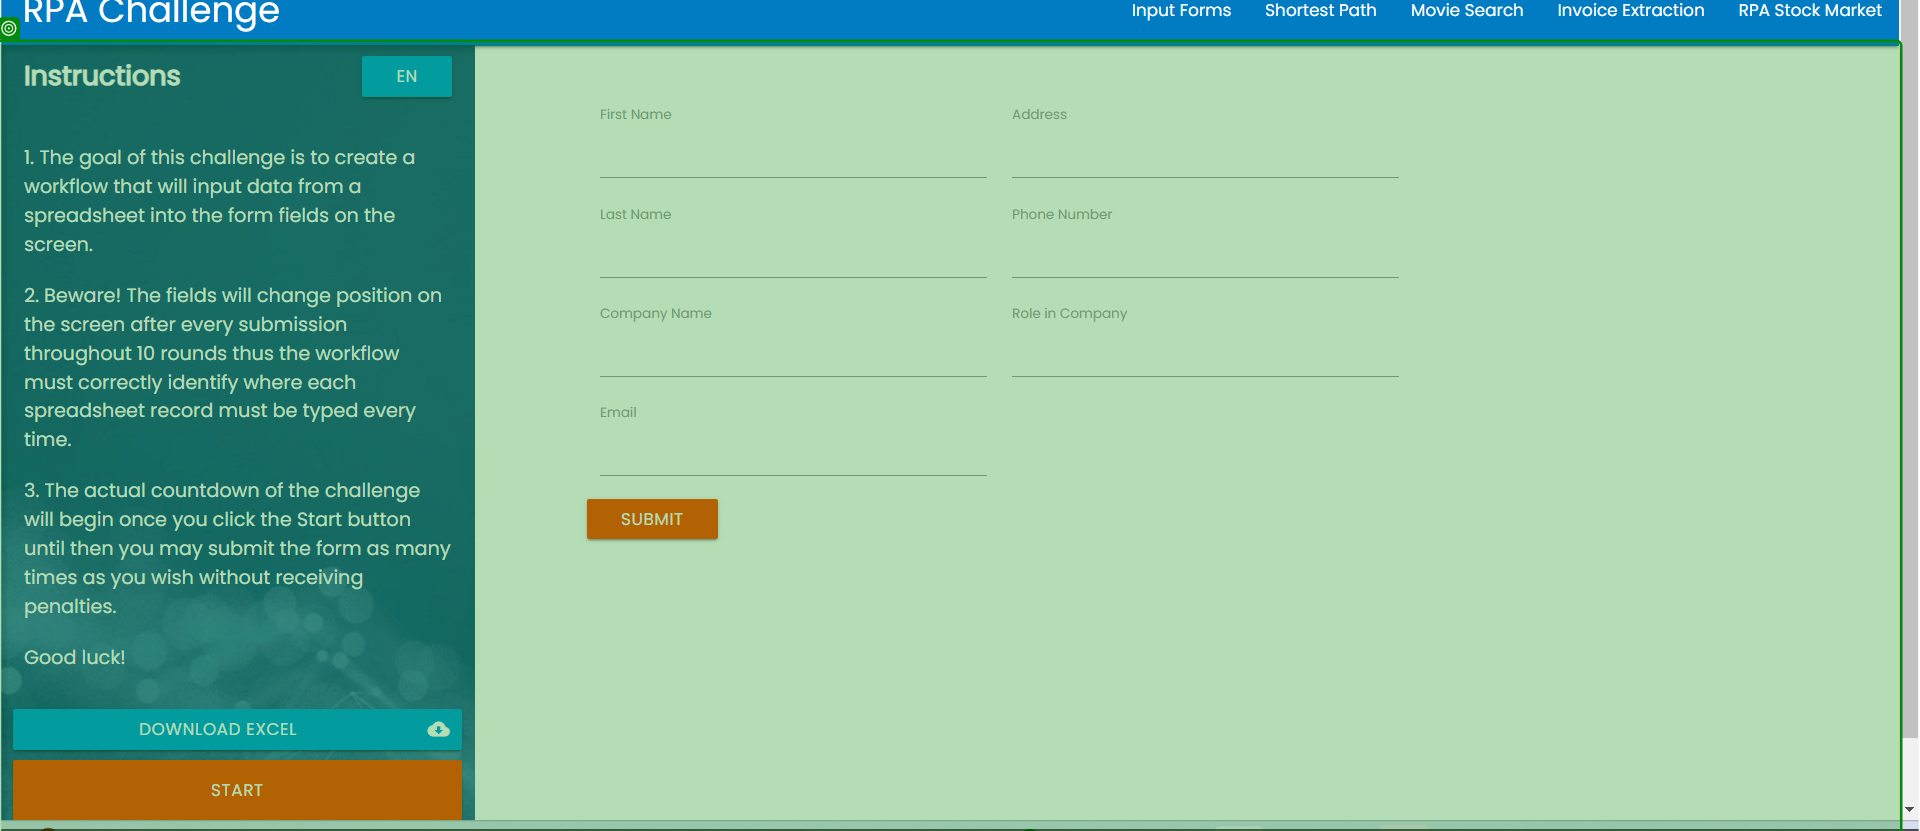 RPA Challenge
Input Forms Shortest Path Movie Search Invoice Extraction RPA Stock Market
Instructions
EN
1. The goal of this challenge is to create a
workflow that will input data from a
spreadsheet into the form fields on the
screen.
2. Beware! The fields will change position on
the screen after every submission
throughout 10 rounds thus the workflow
must correctly identify where each
spreadsheet record must be typed every
time.
3. The actual countdown of the challenge
will begin once you click the Start button
until then you may submit the form as many
times as you wish without receiving
penalties.
Good luck!
DOWNLOAD EXCEL
START
First Name
Address
Last Name
Phone Number
Company Name
Role in Company
Email
SUBMIT